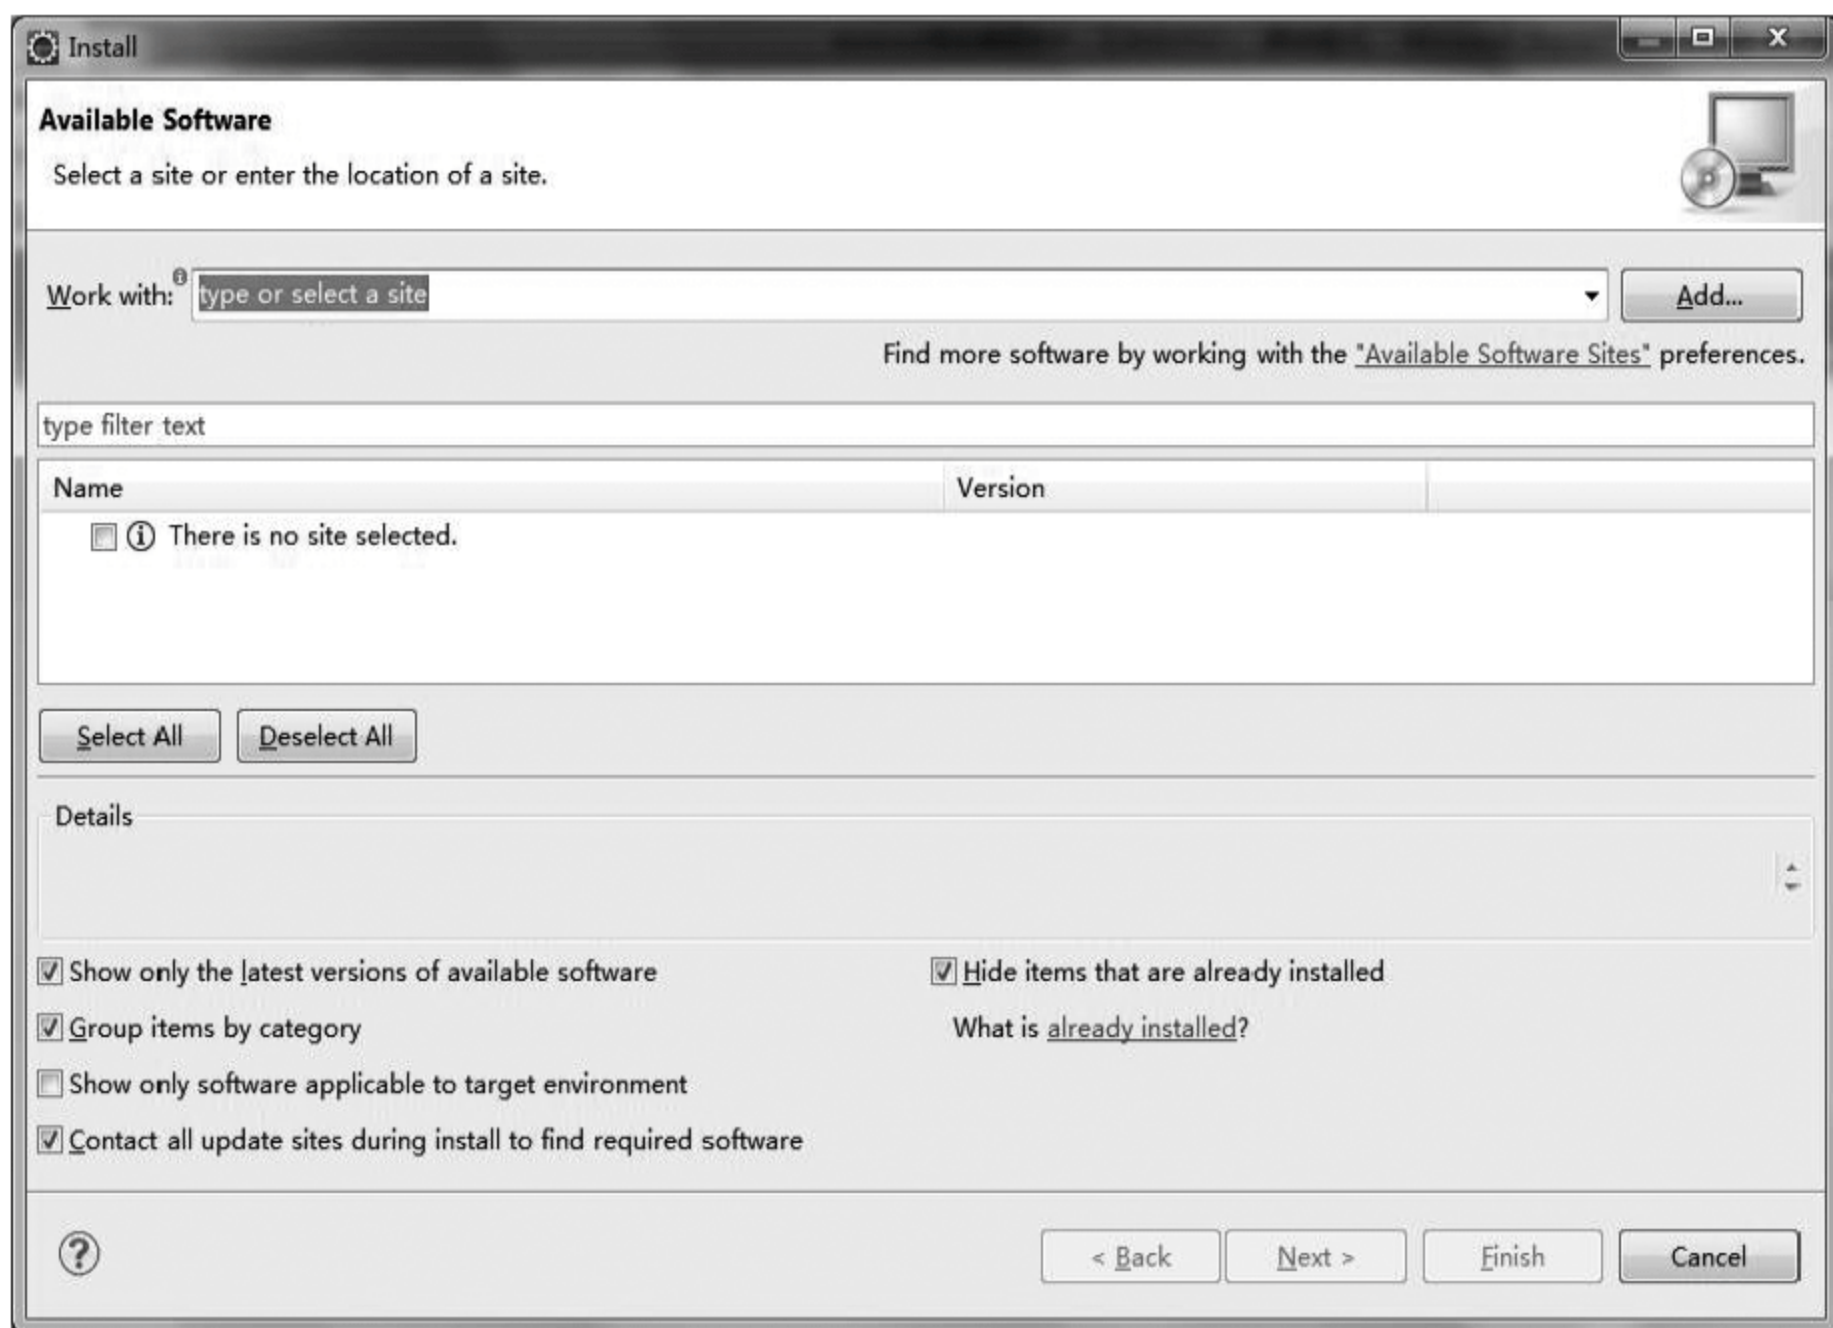 Install
Available Software
Select a site or enter the location of a site.
Work with: type or select a site Add...
Find more software by working with the "Available Software Sites" preferences.
type filter text
Name Version
There is no site selected.
Select All Deselect All
Details
Show only the latest versions of available software Hide items that are already installed
Group items by category What is already installed?
Show only software applicable to target environment
Contact all update sites during install to find required software
< Back Next > Finish Cancel